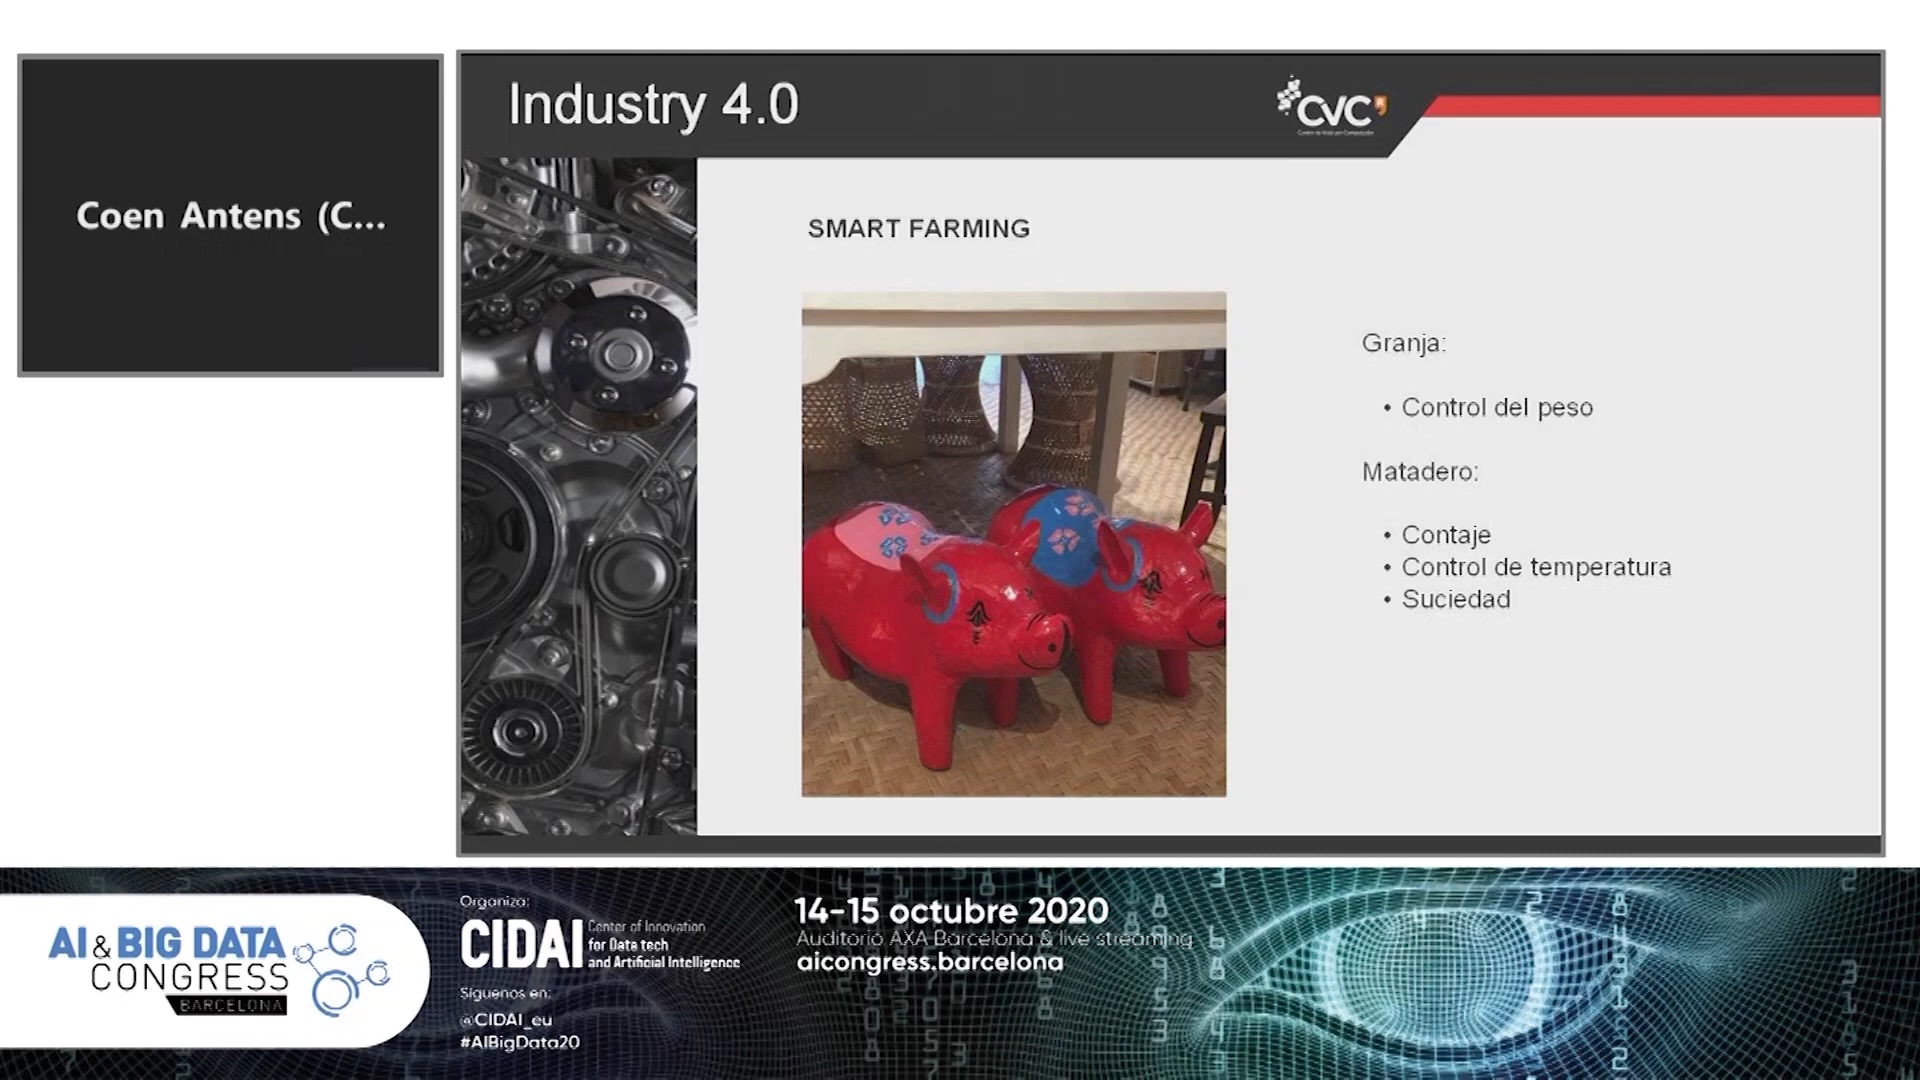 Coen Antens (C...
Industry 4.0
CVC
SMART FARMING
Granja:
• Control del peso
Matadero:
• Contaje
• Control de temperatura
• Suciedad
AI & BIG DATA
CONGRESS
BARCELONA
Organiza:
CIDAI
Center of Innovation
for Data tech
and Artificial Intelligence
Síguenos en:
@CIDAI_eu
#AIBigData20
14-15 octubre 2020
Auditorio AXA Barcelona & live streaming
aicongress.barcelona